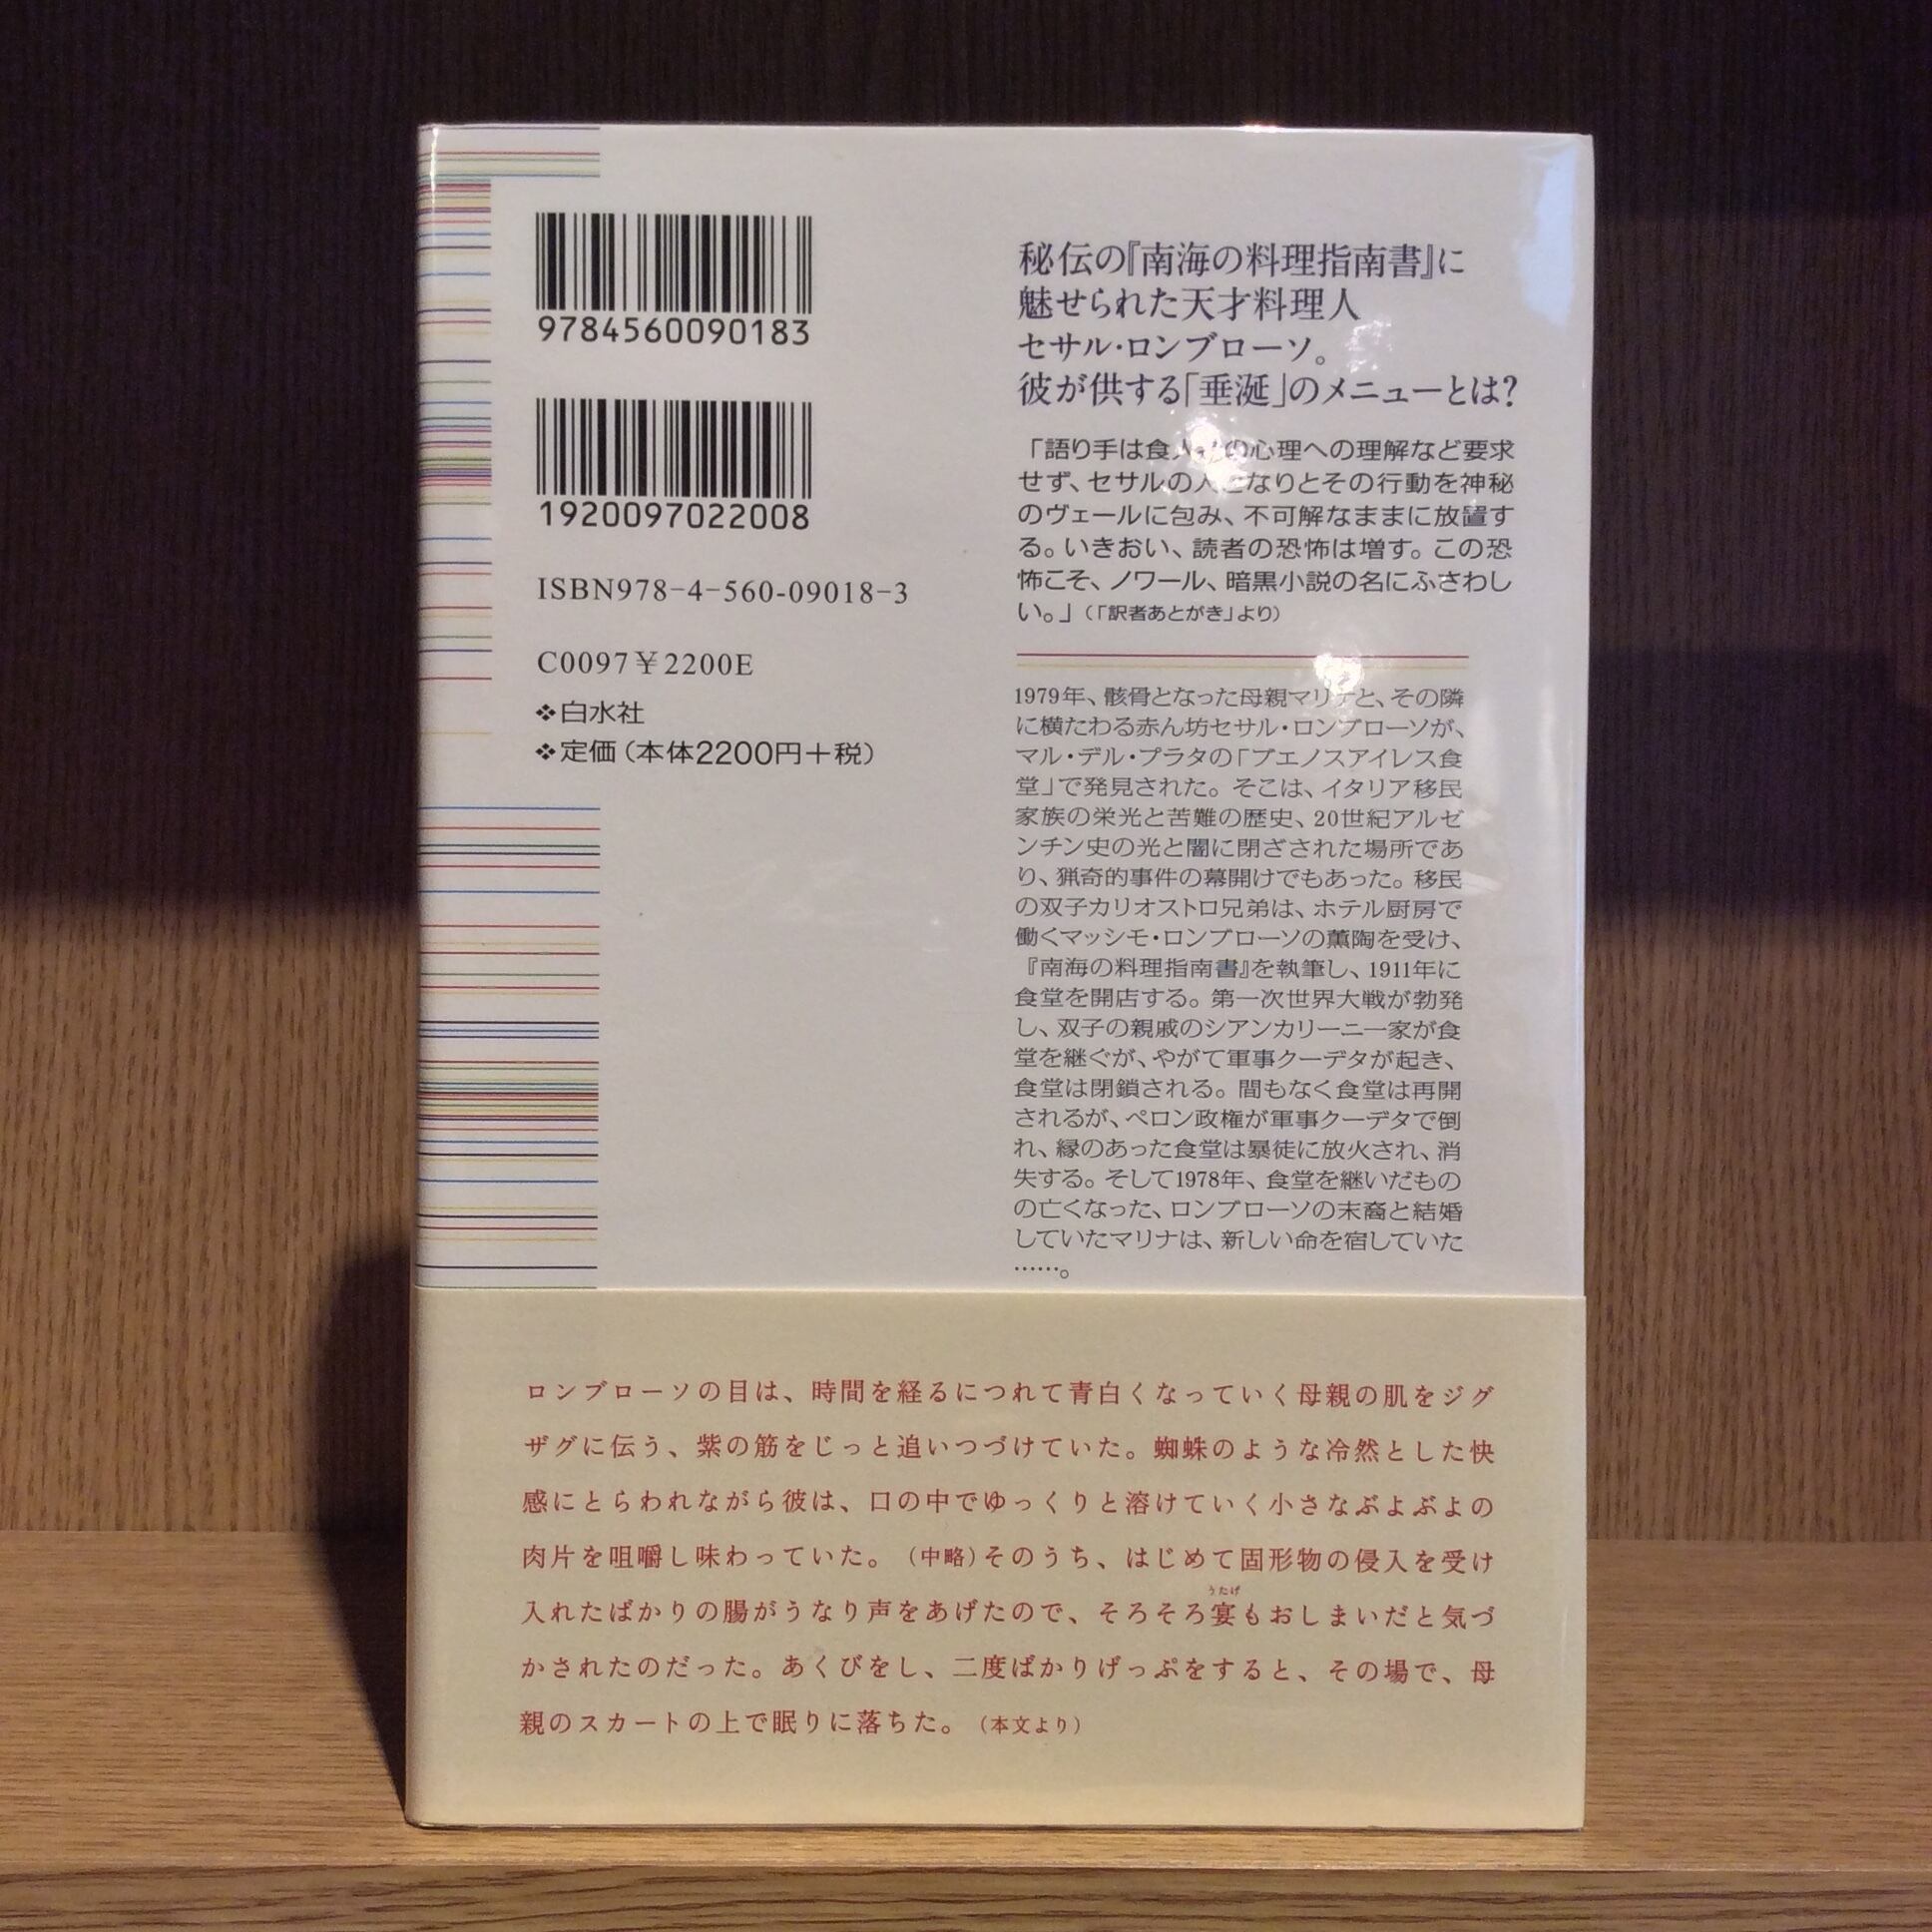 9784560090183
1920097022008
ISBN978-4-560-09018-3
C0097 ¥2200E
❖白水社
❖定価（本体2200円+税）
秘伝の『南海の料理指南書』に
魅せられた天才料理人
セサル・ロンブローソ。
彼が供する「垂涎」のメニューとは?
「語り手は食人者の心理への理解など要求
せず、セサルの人となりとその行動を神秘
のヴェールに包み、不可解なままに放置す
る。いきおい、読者の恐怖は増す。この恐
怖こそ、ノワール、暗黒小説の名にふさわし
い。」（「訳者あとがき」より）
1979年、骸骨となった母親マリナと、その隣
に横たわる赤ん坊セサル・ロンブローソが、
マル・デル・プラタの「ブエノスアイレス食
堂」で発見された。そこは、イタリア移民
家族の栄光と苦難の歴史、20世紀アルゼ
ンチン史の光と闇に閉ざされた場所であ
り、猟奇的事件の幕開けでもあった。移民
の双子カリオストロ兄弟は、ホテル厨房で
働くマッシモ・ロンブローソの薫陶を受け、
『南海の料理指南書』を執筆し、1911年に
食堂を開店する。第一次世界大戦が勃発
し、双子の親戚のシアンカリーニ一家が食
堂を継ぐが、やがて軍事クーデタが起き、
食堂は閉鎖される。間もなく食堂は再開
されるが、ペロン政権が軍事クーデタで倒
れ、縁のあった食堂は暴徒に放火され、消
失する。そして1978年、食堂を継いだもの
の亡くなった、ロンブローソの末裔と結婚
していたマリナは、新しい命を宿していた
……。
ロンブローソの目は、時間を経るにつれて青白くなっていく母親の肌をジグ
ザグに伝う、紫の筋をじっと追いつづけていた。蜘蛛のような冷然とした快
感にとらわれながら彼は、口の中でゆっくりと溶けていく小さなぶよぶよの
肉片を咀嚼し味わっていた。（中略）そのうち、はじめて固形物の侵入を受け
うたげ
入れたばかりの腸がうなり声をあげたので、そろそろ宴もおしまいだと気づ
かされたのだった。あくびをし、二度ばかりげっぷをすると、その場で、母
親のスカートの上で眠りに落ちた。（本文より）